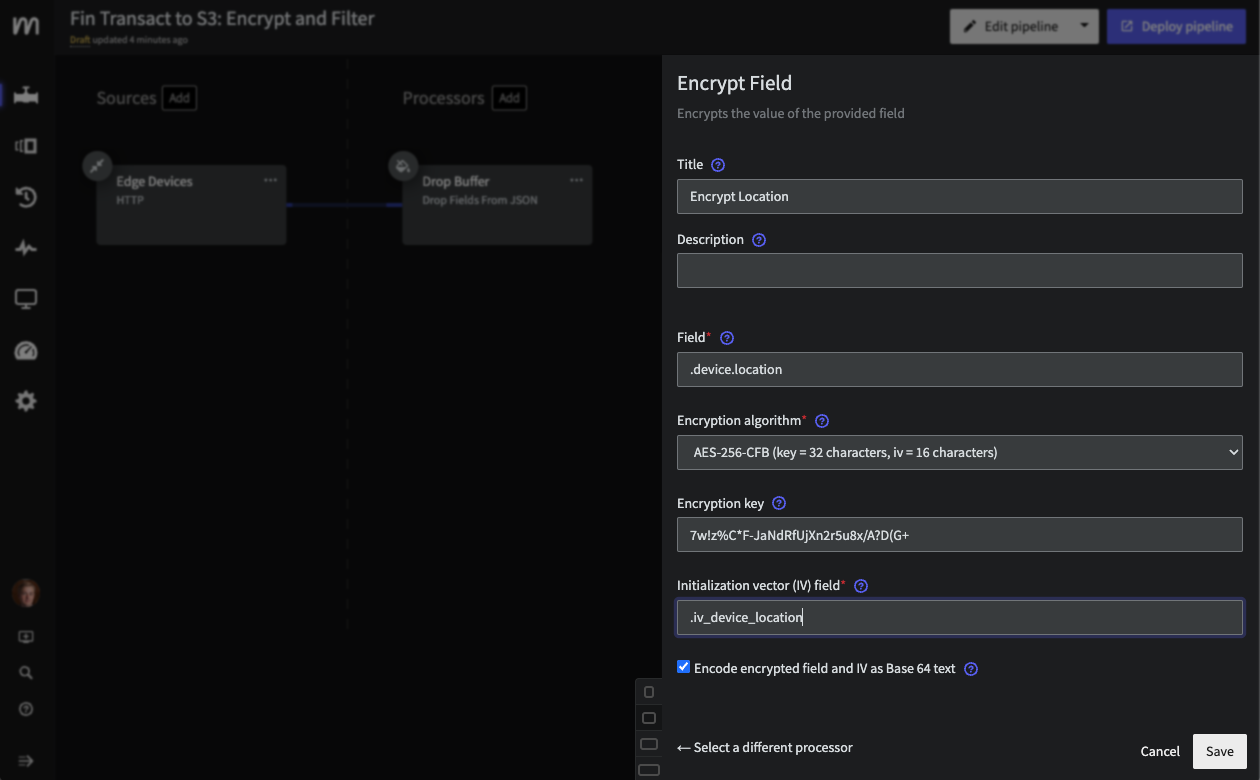 Fin Transact to S3: Encrypt and Filter
Draft updated 4 minutes ago
Edit pipeline
Deploy pipeline
Sources Add
Processors Add
Edge Devices
HTTP
Drop Buffer
Drop Fields From JSON
Encrypt Field
Encrypts the value of the provided field
Title
Encrypt Location
Description
Field*
.device.location
Encryption algorithm*
AES-256-CFB (key = 32 characters, iv = 16 characters)
Encryption key
7w!z%C*F-JaNdRfUjXn2r5u8x/A?D(G+
Initialization vector (IV) field*
.iv_device_location
Encode encrypted field and IV as Base 64 text
← Select a different processor
Cancel
Save